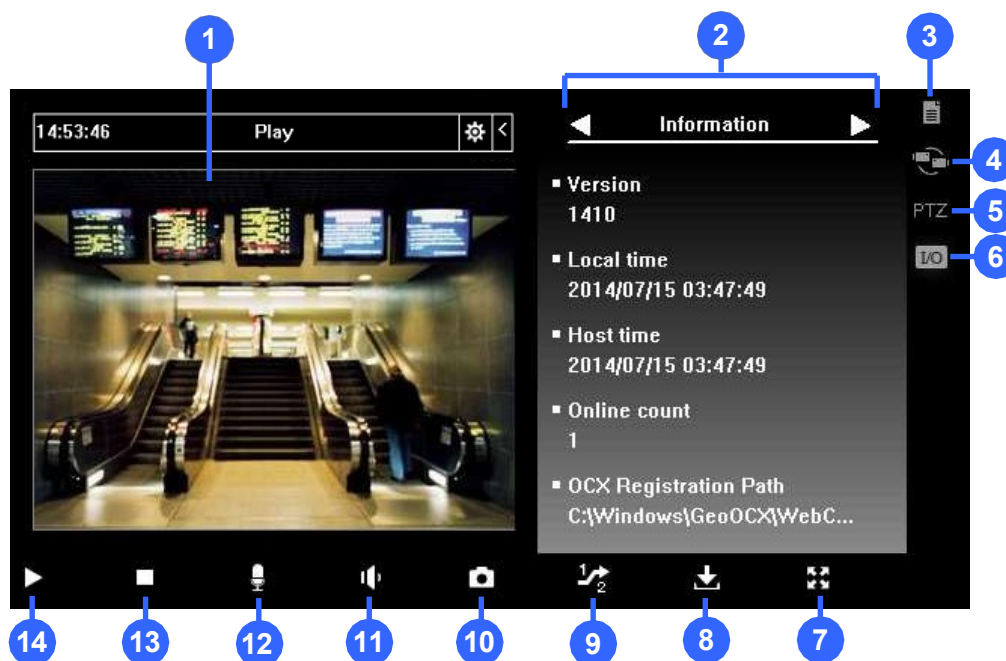 1
2
3
14:53:46 Play
Information
4
Version
1410
PTZ
5
I/O
6
Local time
2014/07/15 03:47:49
Host time
2014/07/15 03:47:49
Online count
1
OCX Registration Path
C:\Windows\GeoOCX\WebC...
1
2
14
13
12
11
10
9
8
7